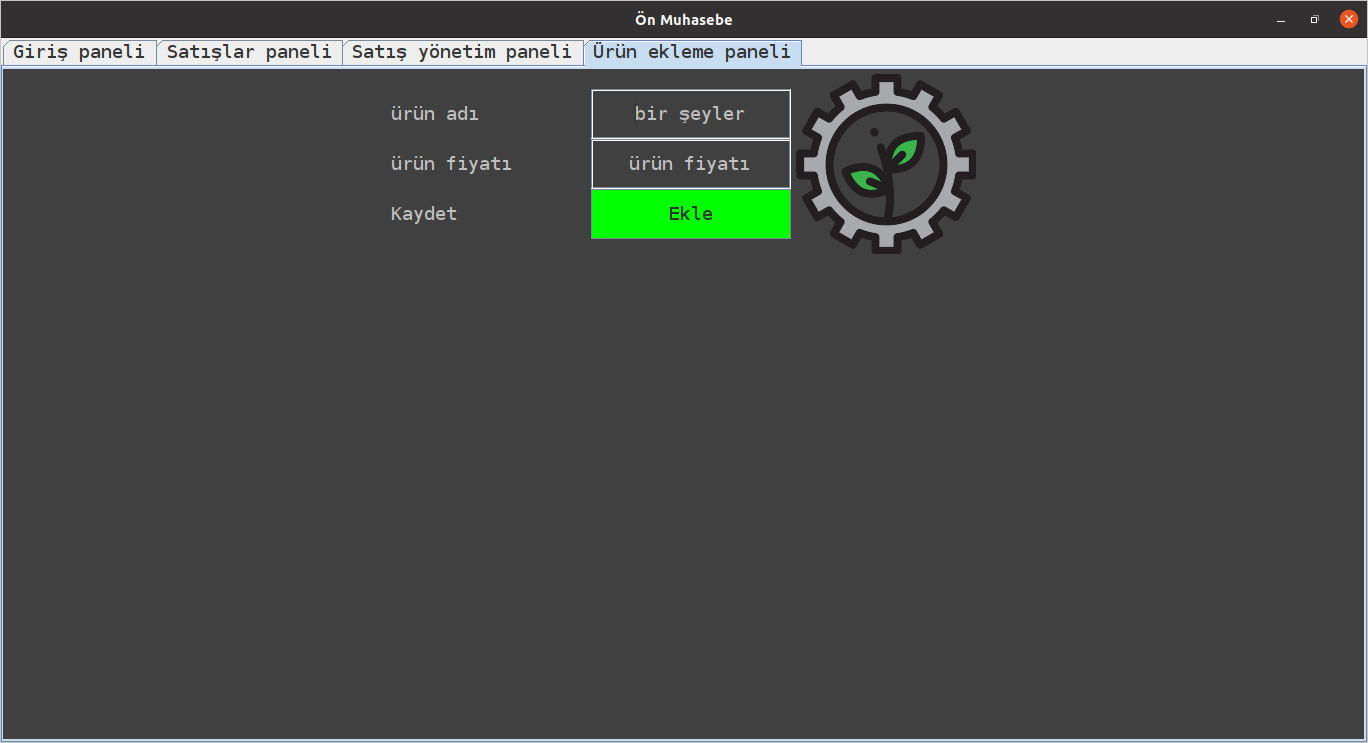 Ön Muhasebe
Giriş paneli Satışlar paneli Satış yönetim paneli Ürün ekleme paneli
ürün adı bir şeyler
ürün fiyatı ürün fiyatı
Kaydet Ekle